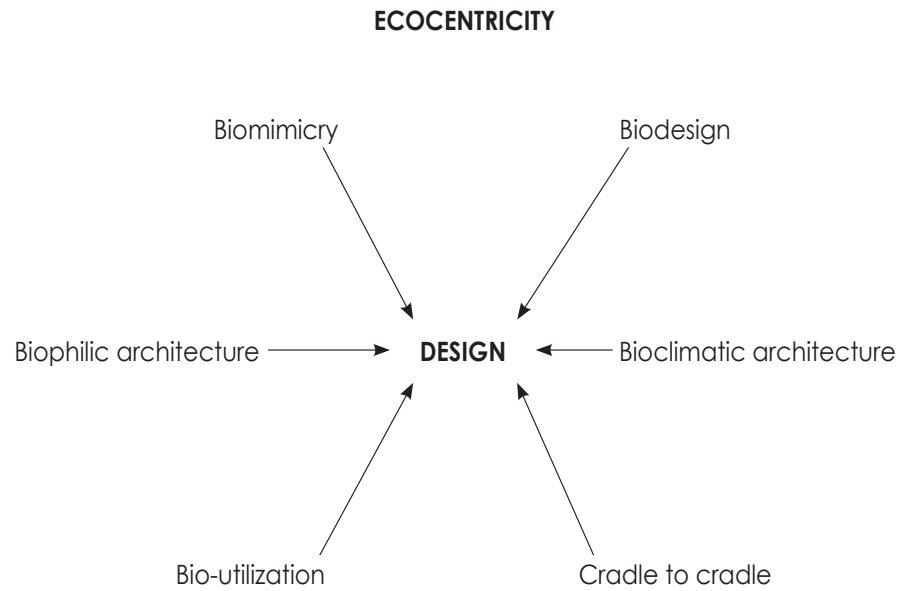 ECOCENTRICITY
Biomimicry
Biodesign
Biophilic architecture
DESIGN
Bioclimatic architecture
Bio-utilization
Cradle to cradle